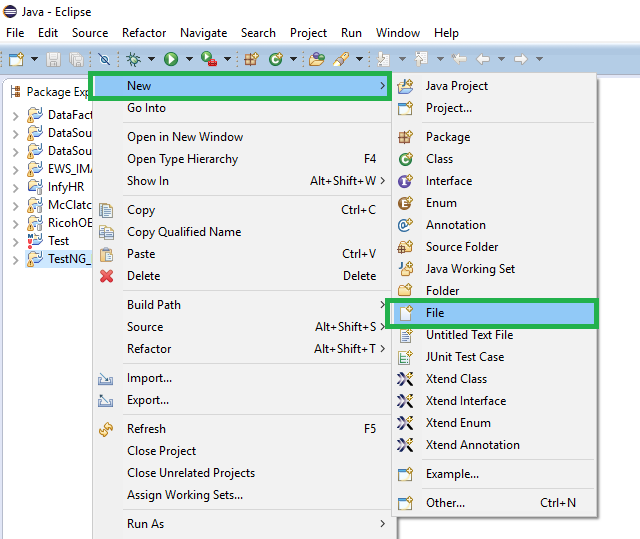 Java - Eclipse
File Edit Source Refactor Navigate Search Project Run Window Help
Package Exp
DataFact
DataSou
DataSou
EWS_IMA
InfyHR
McClatc
RicohOE
Test
TestNG_
New
Go Into
Open in New Window
Open Type Hierarchy F4
Show In Alt+Shift+W
Copy Ctrl+C
Copy Qualified Name
Paste Ctrl+V
Delete Delete
Build Path
Source Alt+Shift+S
Refactor Alt+Shift+T
Import...
Export...
Refresh F5
Close Project
Close Unrelated Projects
Assign Working Sets...
Run As
Java Project
Project...
Package
Class
Interface
Enum
Annotation
Source Folder
Java Working Set
Folder
File
Untitled Text File
JUnit Test Case
Xtend Class
Xtend Interface
Xtend Enum
Xtend Annotation
Example...
Other... Ctrl+N